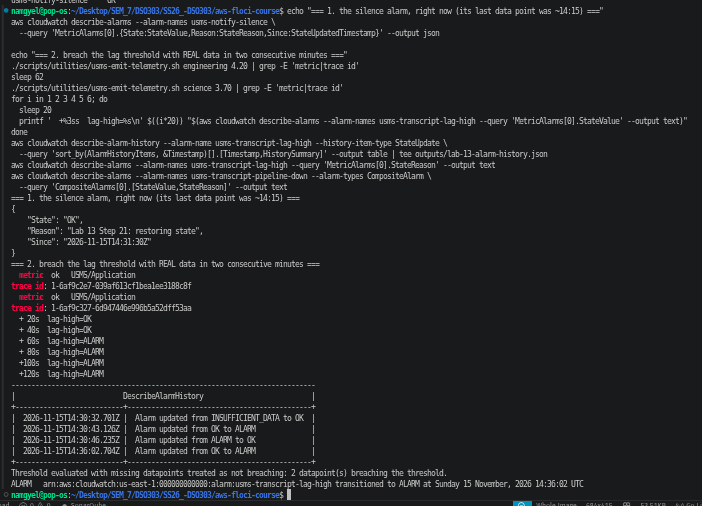 usms-notify-silence     OK
namgyel@pop-os:~/Desktop/SEM_7/DSO303/SS26_-DSO303/aws-floci-course$ echo "=== 1. the silence alarm, right now (its last data point was ~14:15) ==="
aws cloudwatch describe-alarms --alarm-names usms-notify-silence \
  --query 'MetricAlarms[0].{State:StateValue,Reason:StateReason,Since:StateUpdatedTimestamp}' --output json

echo "=== 2. breach the lag threshold with REAL data in two consecutive minutes ==="
./scripts/utilities/usms-emit-telemetry.sh engineering 4.20 | grep -E 'metric|trace id'
sleep 62
./scripts/utilities/usms-emit-telemetry.sh science 3.70 | grep -E 'metric|trace id'
for i in 1 2 3 4 5 6; do
  sleep 20
  printf '  +%3ss  lag-high=%s\n' $((i*20)) "$(aws cloudwatch describe-alarms --alarm-names usms-transcript-lag-high --query 'MetricAlarms[0].StateValue' --output text)"
done
aws cloudwatch describe-alarm-history --alarm-name usms-transcript-lag-high --history-item-type StateUpdate \
  --query 'sort_by(AlarmHistoryItems, &Timestamp)[].[Timestamp,HistorySummary]' --output table | tee outputs/lab-13-alarm-history.json
aws cloudwatch describe-alarms --alarm-names usms-transcript-lag-high --query 'MetricAlarms[0].StateReason' --output text
aws cloudwatch describe-alarms --alarm-names usms-transcript-pipeline-down --alarm-types CompositeAlarm \
  --query 'CompositeAlarms[0].[StateValue,StateReason]' --output text
=== 1. the silence alarm, right now (its last data point was ~14:15) ===
{
    "State": "OK",
    "Reason": "Lab 13 Step 21: restoring state",
    "Since": "2026-11-15T14:31:30Z"
}
=== 2. breach the lag threshold with REAL data in two consecutive minutes ===
  metric  ok   USMS/Application
trace id: 1-6af9c2e7-039af613cf1bea1ee3188c8f
  metric  ok   USMS/Application
trace id: 1-6af9c327-6d947446e996b5a52dff53aa
  + 20s  lag-high=OK
  + 40s  lag-high=OK
  + 60s  lag-high=ALARM
  + 80s  lag-high=ALARM
  +100s  lag-high=ALARM
  +120s  lag-high=ALARM
---------------------------------------------------------------------------
|                           DescribeAlarmHistory                          |
+---------------------------+---------------------------------------------+
|  2026-11-15T14:30:32.701Z |  Alarm updated from INSUFFICIENT_DATA to OK  |
|  2026-11-15T14:30:43.126Z |  Alarm updated from OK to ALARM              |
|  2026-11-15T14:30:46.235Z |  Alarm updated from ALARM to OK              |
|  2026-11-15T14:36:02.704Z |  Alarm updated from OK to ALARM              |
+---------------------------+---------------------------------------------+
Threshold evaluated with missing datapoints treated as not breaching: 2 datapoint(s) breaching the threshold.
ALARM   arn:aws:cloudwatch:us-east-1:000000000000:alarm:usms-transcript-lag-high transitioned to ALARM at Sunday 15 November, 2026 14:36:02 UTC
namgyel@pop-os:~/Desktop/SEM_7/DSO303/SS26_-DSO303/aws-floci-course$